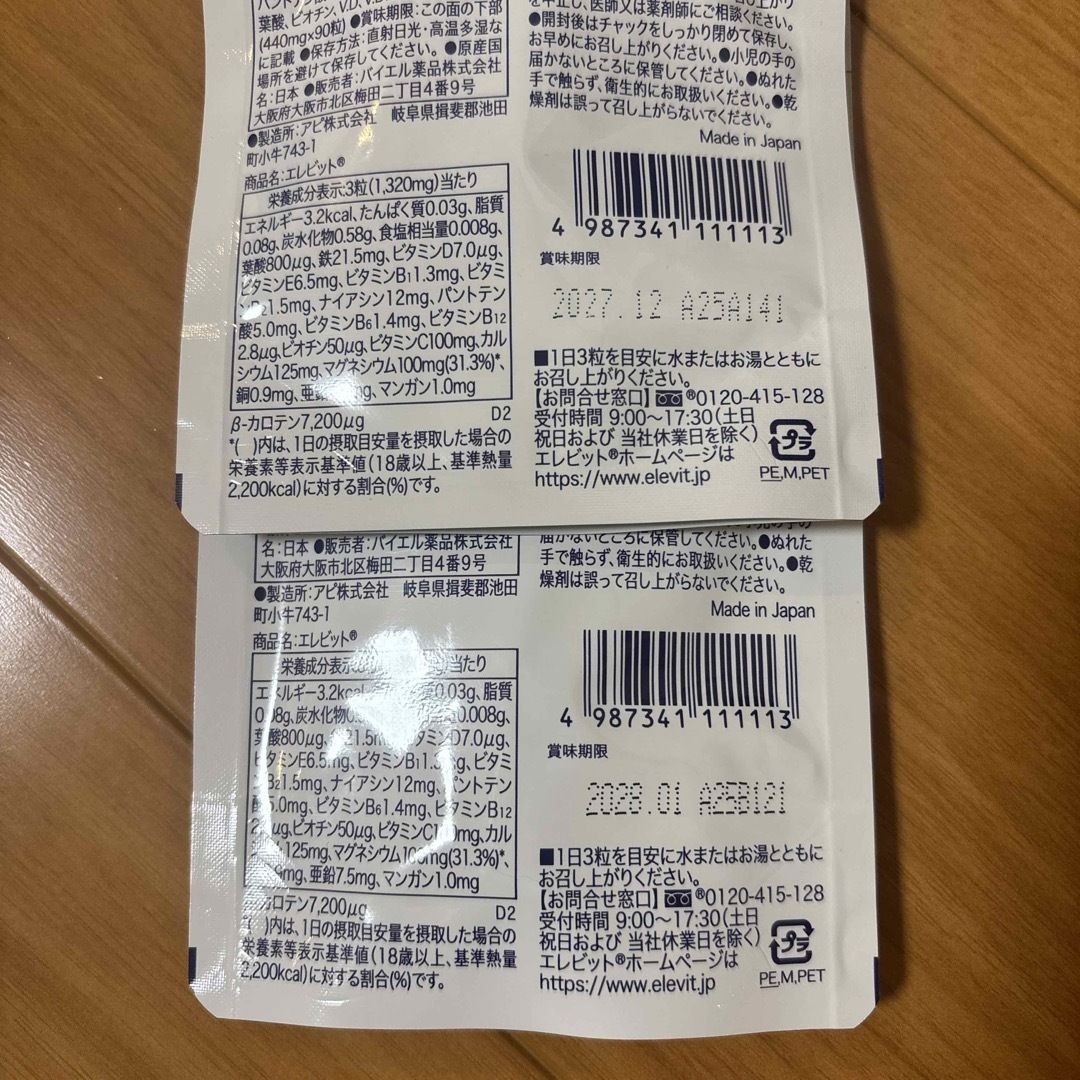 葉酸、ビオチン、V.D、
(440mg×90粒) ●賞味期限：この面の下部
に記載 ●保存方法：直射日光・高温多湿な
場所を避けて保存してください。 ●原産国
名：日本 ●販売者：バイエル薬品株式会社
大阪府大阪市北区梅田二丁目4番9号
●製造所：アピ株式会社 岐阜県揖斐郡池田
町小牛743-1
商品名：エレビット®
栄養成分表示：3粒(1,320mg)当たり
エネルギー3.2kcal、たんぱく質0.03g、脂質
0.08g、炭水化物0.58g、食塩相当量0.008g、
葉酸800μg、鉄21.5mg、ビタミンD7.0μg、
ビタミンE6.5mg、ビタミンB1 1.3mg、ビタミ
ンB2 1.5mg、ナイアシン12mg、パントテン
酸5.0mg、ビタミンB6 1.4mg、ビタミンB12
2.8μg、ビオチン50μg、ビタミンC100mg、カル
シウム125mg、マグネシウム100mg(31.3%)*、
銅0.9mg、亜鉛 mg、マンガン1.0mg
β-カロテン7,200μg D2
*( )内は、1日の摂取目安量を摂取した場合の
栄養素等表示基準値（18歳以上、基準熱量
2,200kcal）に対する割合(%)です。
を中止し、医師又は薬剤師にご相談ください。
●開封後はチャックをしっかり閉めて保存し、
お早めにお召し上がりください。●小児の手の
届かないところに保管してください。●ぬれた
手で触らず、衛生的にお取扱いください。●乾
燥剤は誤って召し上がらないでください。
Made in Japan
4 987341 111113
賞味期限
2027.12 A25A141
■1日3粒を目安に水またはお湯とともに
お召し上がりください。
【お問合せ窓口】 ®0120-415-128
受付時間 9:00〜17:30（土日
祝日および 当社休業日を除く）
エレビット®ホームページは
https://www.elevit.jp
プラ
PE,M,PET
名：日本 ●販売者：バイエル薬品株式会社
大阪府大阪市北区梅田二丁目4番9号
●製造所：アピ株式会社 岐阜県揖斐郡池田
町小牛743-1
商品名：エレビット®
栄養成分表示 当たり
エネルギー3.2kcal、 質0.03g、脂質
0.08g、炭水化物0. 0.008g、
葉酸800μg、 21.5m タミンD7.0μg、
ビタミンE6.5mg、ビタミンB1 1.3mg、ビタミ
B2 1.5mg、ナイアシン12mg、パントテン
酸5.0mg、ビタミンB6 1.4mg、ビタミンB12
μg、ビオチン50μg、ビタミンC1 mg、カル
125mg、マグネシウム100mg(31.3%)*、
mg、亜鉛7.5mg、マンガン1.0mg
カロテン7,200μg D2
( )内は、1日の摂取目安量を摂取した場合の
栄養素等表示基準値（18歳以上、基準熱量
2,200kcal）に対する割合(%)です。
届かないところに保管してください。●ぬれた
手で触らず、衛生的にお取扱いください。●乾
燥剤は誤って召し上がらないでください。
Made in Japan
4 987341 111113
賞味期限
2028.01 A25B121
■1日3粒を目安に水またはお湯とともに
お召し上がりください。
【お問合せ窓口】 ®0120-415-128
受付時間 9:00〜17:30（土日
祝日および 当社休業日を除く）
エレビット®ホームページは
https://www.elevit.jp
プラ
PE,M,PET